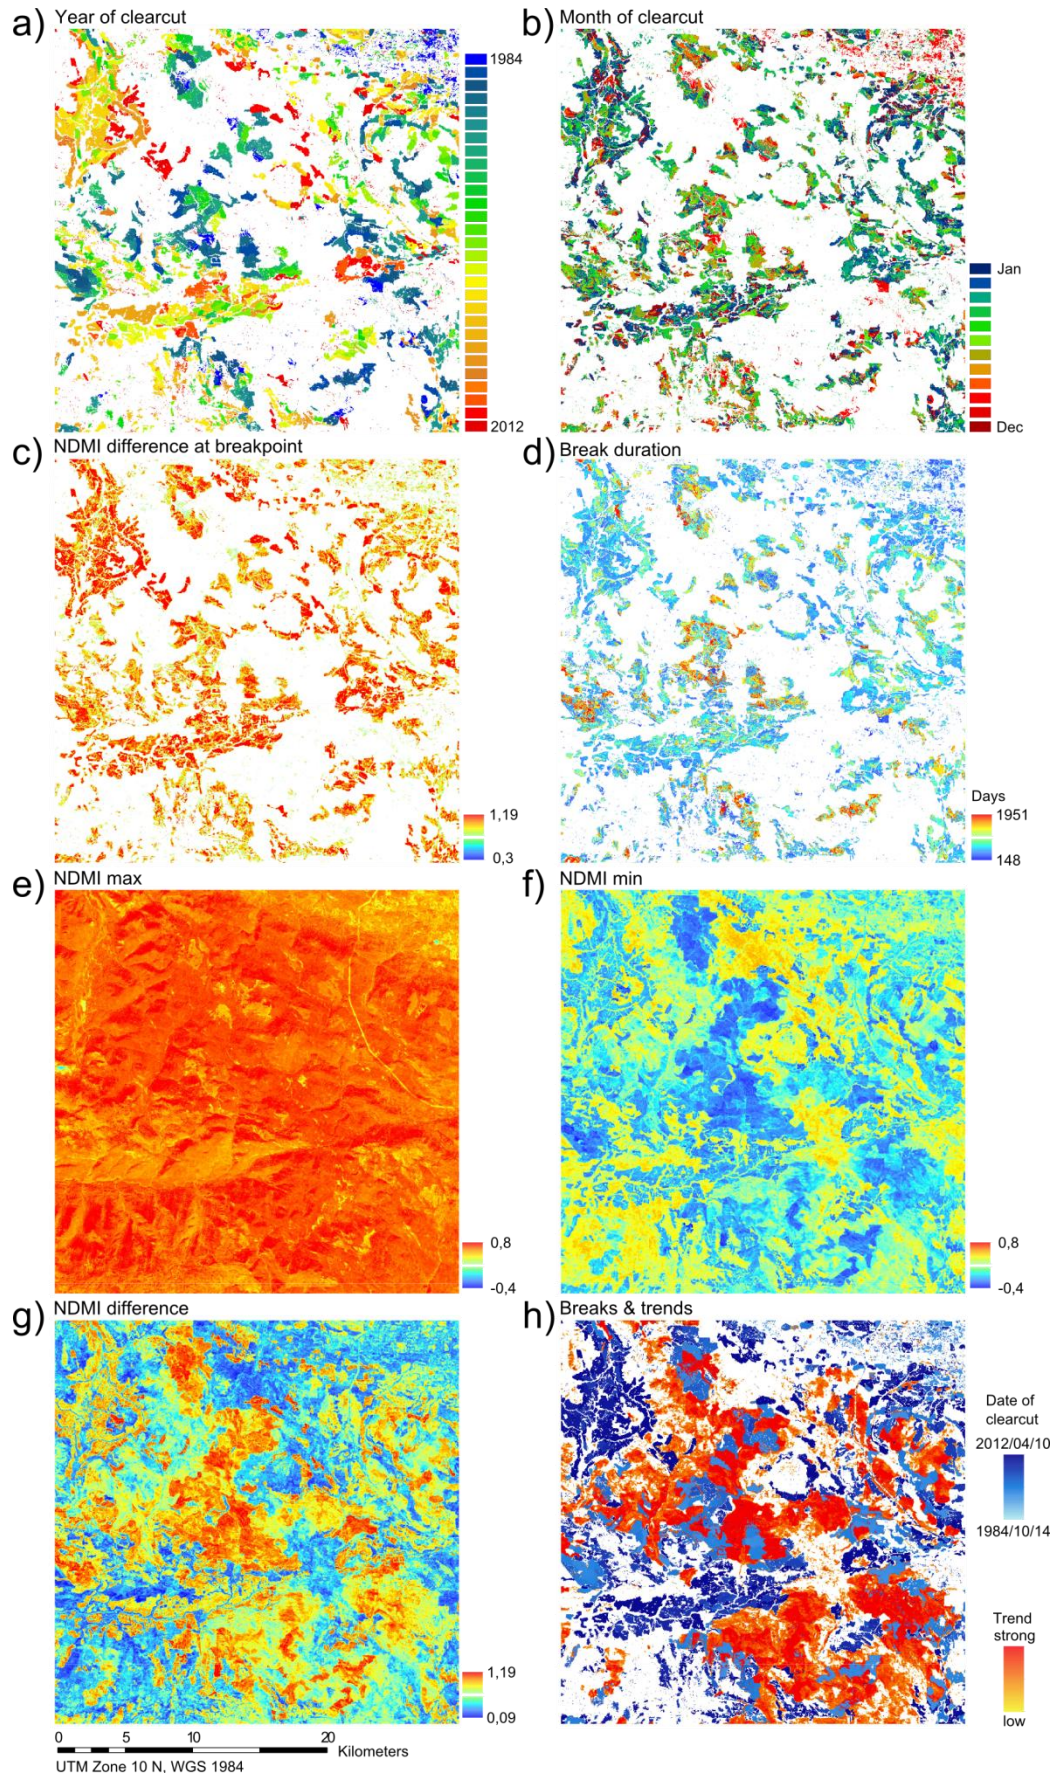 a) Year of clearcut
1984
2012
b) Month of clearcut
Jan
Dec
c) NDMI difference at breakpoint
1,19
0,3
d) Break duration
Days
1951
148
e) NDMI max
0,8
-0,4
f) NDMI min
0,8
-0,4
g) NDMI difference
1,19
0,09
h) Breaks & trends
Date of
clearcut
2012/04/10
1984/10/14
Trend
strong
low
0 5 10 20
Kilometers
UTM Zone 10 N, WGS 1984